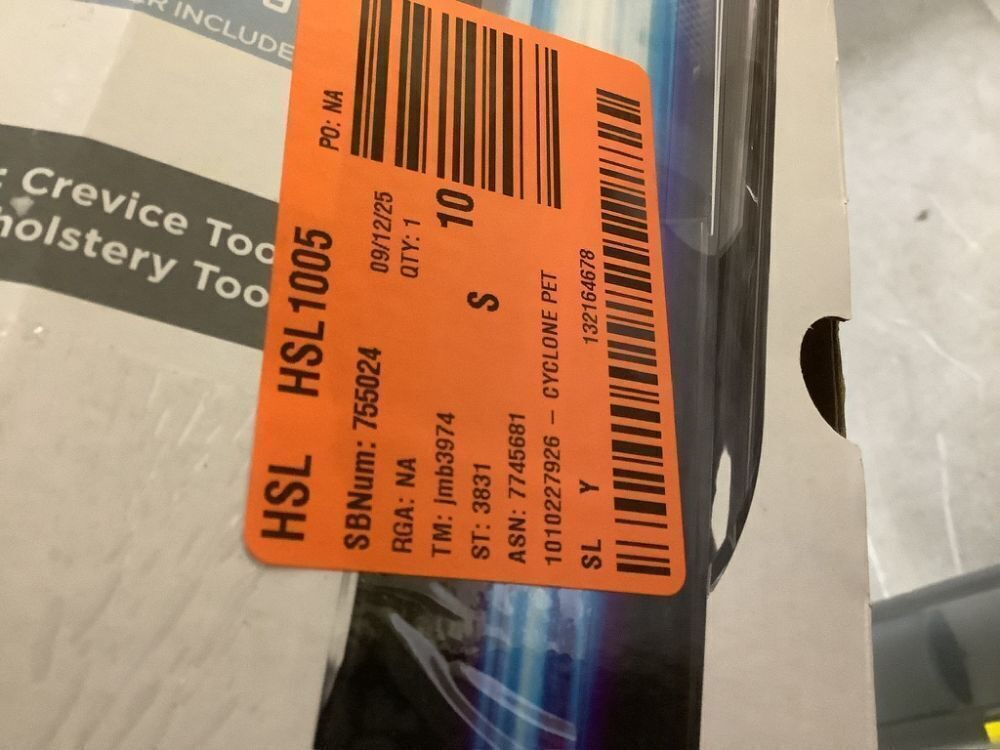 R INCLUDE
Crevice Too
holstery Too
HSL HSL1005 PO: NA
SBNum: 755024 09/12/25
RGA: NA QTY: 1
TM: jmb3974 10
ST: 3831 S
ASN: 7745681
1010227926 – CYCLONE PET
SL Y 132164678